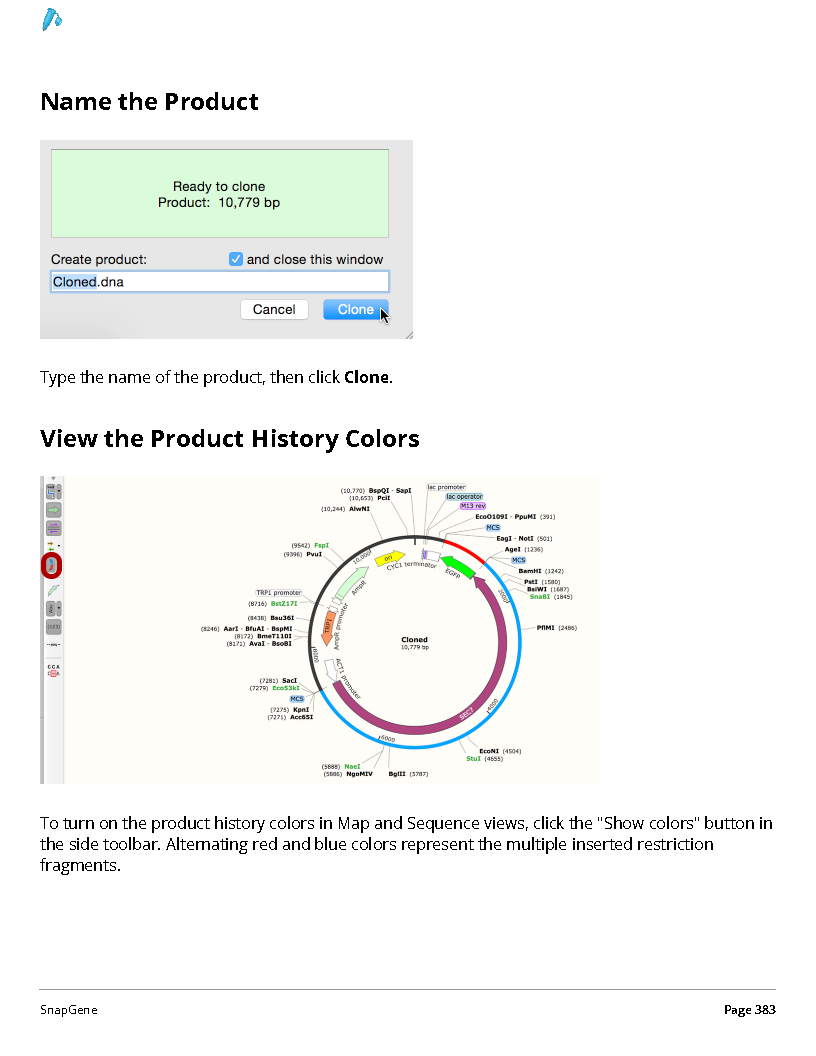 Name the Product
Ready to clone
Product: 10,779 bp
Create product:
and close this window
Cloned.dna
Cancel
Clone
Type the name of the product, then click Clone.
View the Product History Colors
(10,770) BspQI - SapI
(10,653) PciI
(10,244) AlwNI
(9542) FspI
(9396) PvuI
TRP1 promoter
(8716) BstZ17I
(8438) Bsu36I
(8246) AarI - BfuAI - BspMI
(8172) BmeT110I
(8171) AvaI - BsoBI
(7281) SacI
(7279) Eco53kI
MCS
(7275) KpnI
(7271) Acc65I
(5888) NaeI
(5886) NgoMIV
BglII (5787)
lac promoter
lac operator
M13 rev
EcoO109I - PpuMI (391)
MCS
EagI - NotI (501)
AgeI (1236)
MCS
BamHI (1242)
PstI (1580)
BsiWI (1687)
SnaBI (1845)
PflMI (2486)
EcoNI (4504)
StuI (4655)
10,000
2000
4000
6000
8000
ori
CYC1 terminator
EGFP
AmpR
AmpR promoter
TRP1
ACT1 promoter
SEC7
Cloned
10,779 bp
To turn on the product history colors in Map and Sequence views, click the "Show colors" button in
the side toolbar. Alternating red and blue colors represent the multiple inserted restriction
fragments.
SnapGene
Page 383